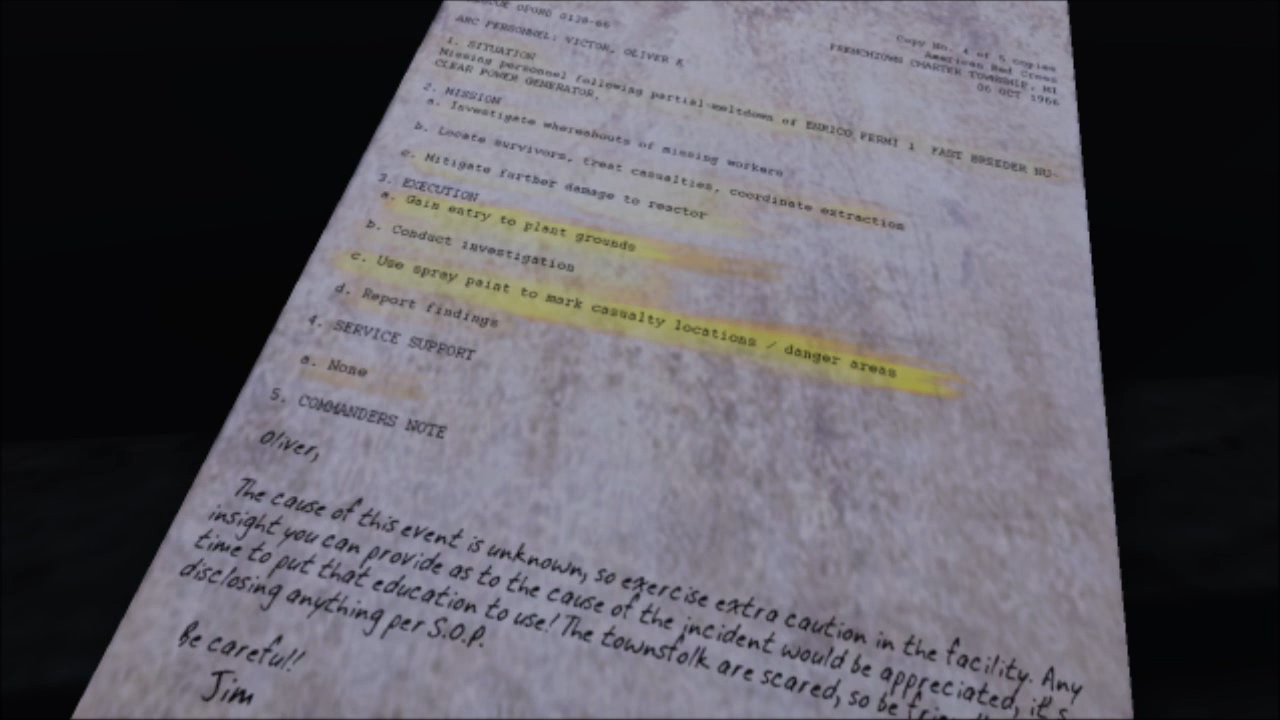 OPORD 0138-66
Copy No. 4 of 5 copies
American Red Cross
FRENCHTOWN CHARTER TOWNSHIP, MI
06 OCT 1966
ARC PERSONNEL: VICTOR, OLIVER &
1. SITUATION
Missing personnel following partial-meltdown of ENRICO FERMI 1 FAST BREEDER NU-
CLEAR POWER GENERATOR.
2. MISSION
a. Investigate whereabouts of missing workers
b. Locate survivors, treat casualties, coordinate extraction
c. Mitigate further damage to reactor
3. EXECUTION
a. Gain entry to plant grounds
b. Conduct investigation
c. Use spray paint to mark casualty locations / danger areas
d. Report findings
4. SERVICE SUPPORT
a. None
5. COMMANDERS NOTE
Oliver,
The cause of this event is unknown, so exercise extra caution in the facility. Any
insight you can provide as to the cause of the incident would be appreciated, it's
time to put that education to use! The townsfolk are scared, so be
disclosing anything per S.O.P.
Be careful!
Jim